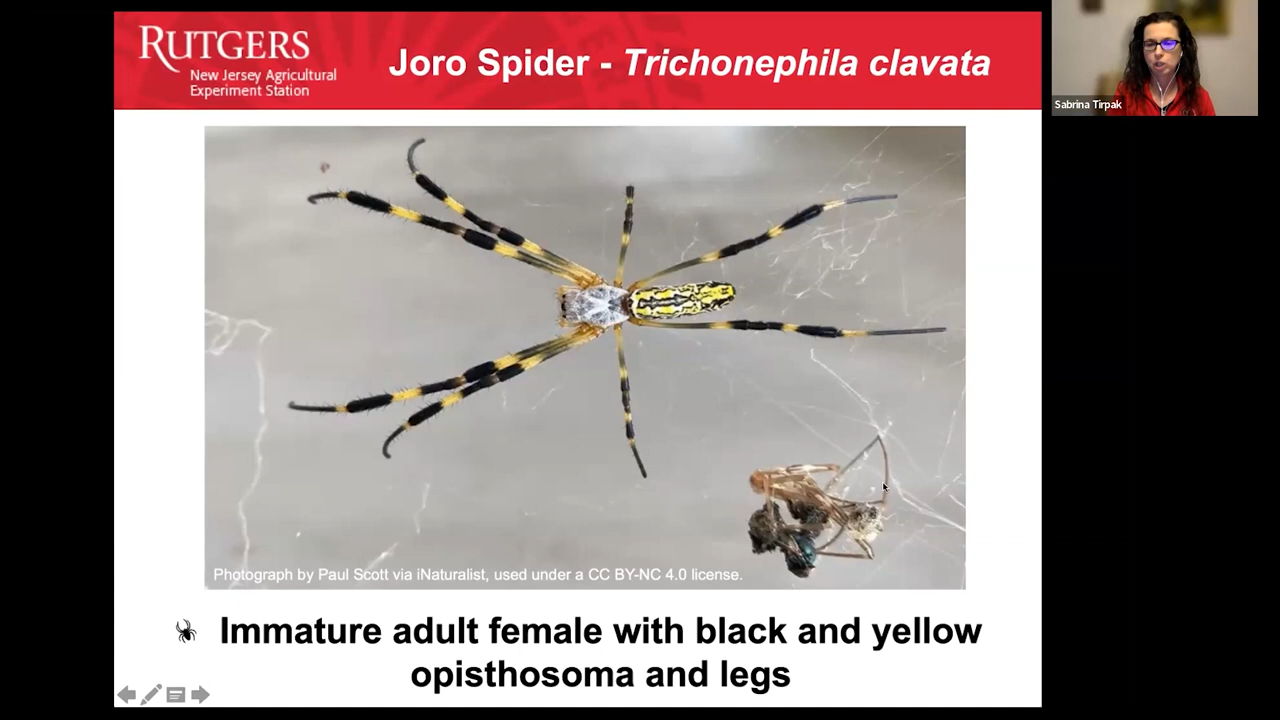 RUTGERS
New Jersey Agricultural
Experiment Station
Joro Spider - Trichonephila clavata
Sabrina Tirpak
Photograph by Paul Scott via iNaturalist, used under a CC BY-NC 4.0 license.
Immature adult female with black and yellow
opisthosoma and legs